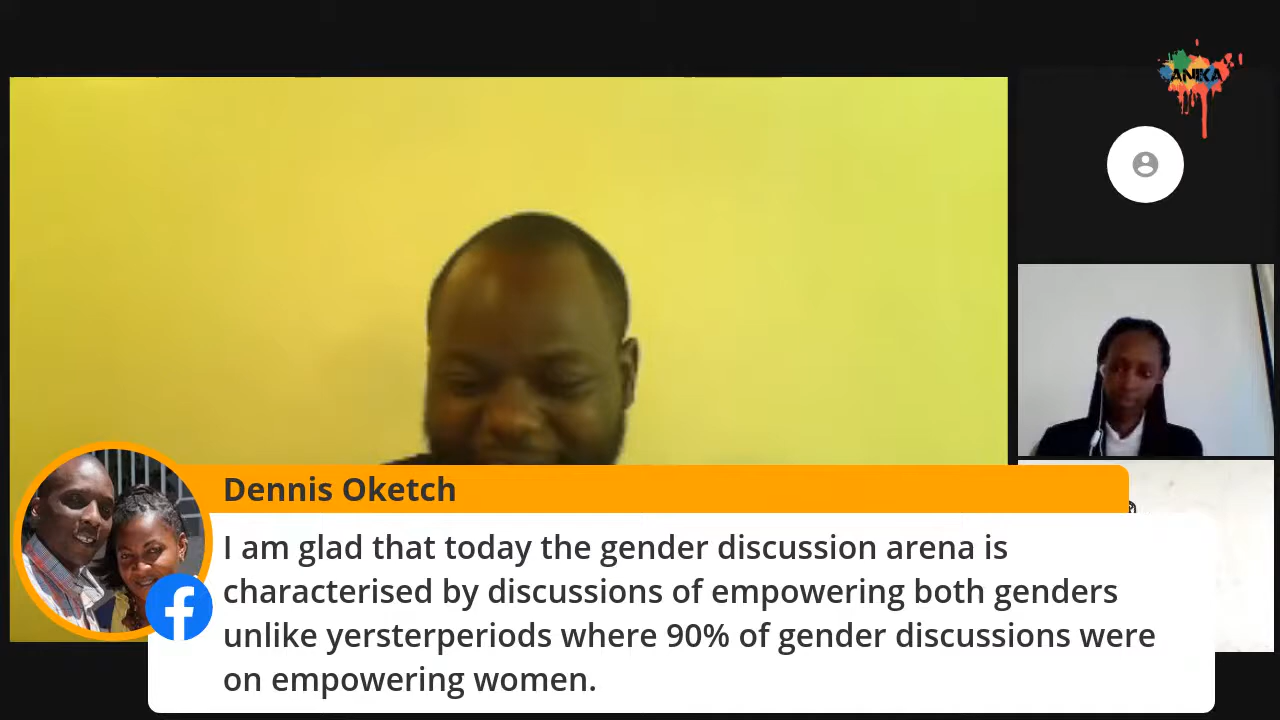 ANIKA
Dennis Oketch
I am glad that today the gender discussion arena is
characterised by discussions of empowering both genders
unlike yersterperiods where 90% of gender discussions were
on empowering women.